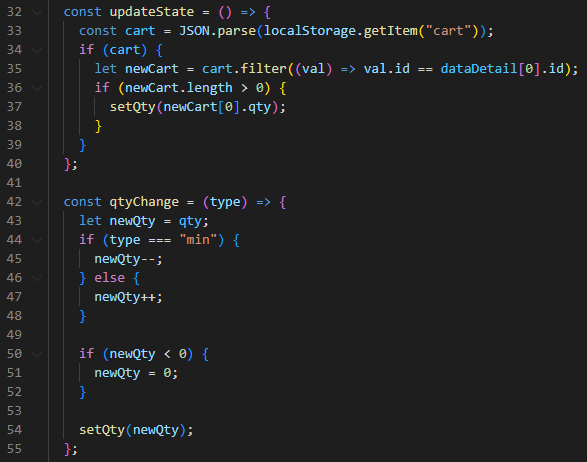 32 const updateState = () => {
33 const cart = JSON.parse(localStorage.getItem("cart"));
34 if (cart) {
35 let newCart = cart.filter((val) => val.id == dataDetail[0].id);
36 if (newCart.length > 0) {
37 setQty(newCart[0].qty);
38 }
39 }
40 };
41
42 const qtyChange = (type) => {
43 let newQty = qty;
44 if (type === "min") {
45 newQty--;
46 } else {
47 newQty++;
48 }
49
50 if (newQty < 0) {
51 newQty = 0;
52 }
53
54 setQty(newQty);
55 };